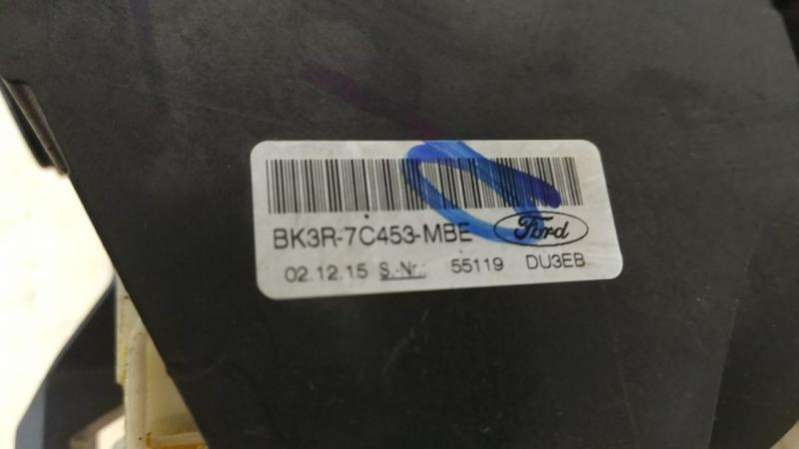 BK3R-7C453-MBE Ford
02.12.15 S.-Nr.: 55119 DU3EB